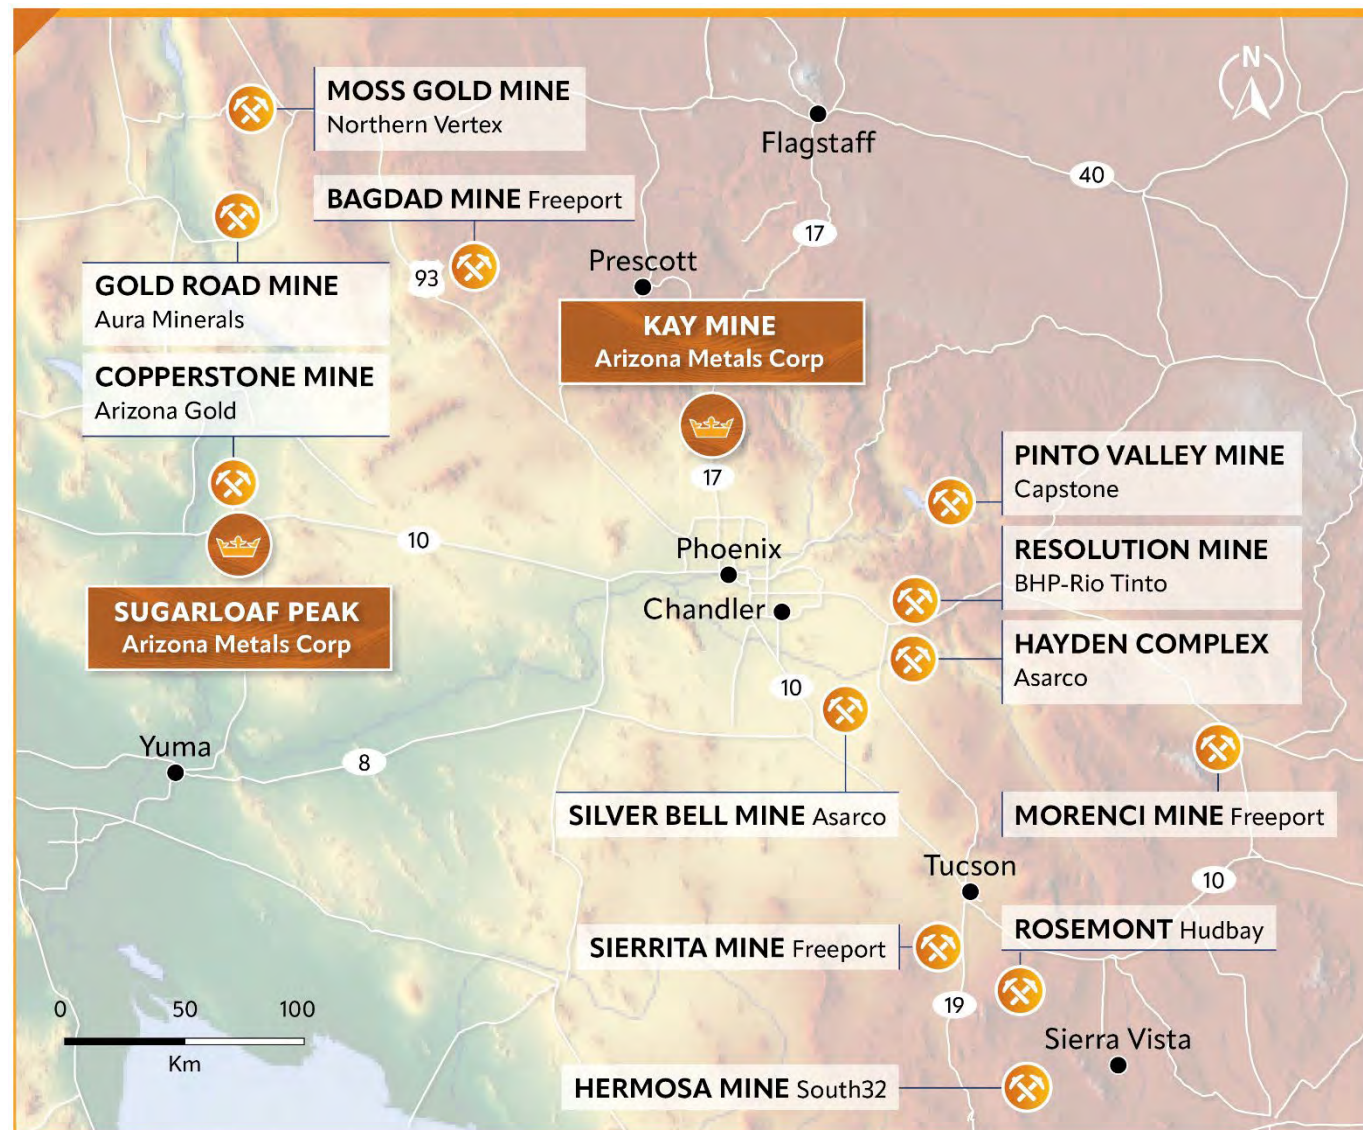 N
MOSS GOLD MINE
Northern Vertex
Flagstaff
40
BAGDAD MINE Freeport
17
Prescott
93
GOLD ROAD MINE
Aura Minerals
KAY MINE
Arizona Metals Corp
COPPERSTONE MINE
Arizona Gold
17
PINTO VALLEY MINE
Capstone
10
Phoenix
RESOLUTION MINE
BHP-Rio Tinto
Chandler
SUGARLOAF PEAK
Arizona Metals Corp
HAYDEN COMPLEX
Asarco
10
Yuma
8
SILVER BELL MINE Asarco
MORENCI MINE Freeport
Tucson
10
ROSEMONT Hudbay
SIERRITA MINE Freeport
19
0 50 100
Km
Sierra Vista
HERMOSA MINE South32